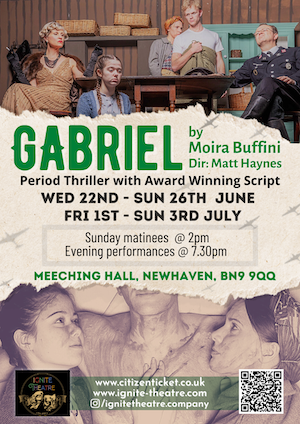 GABRIEL
by
Moira Buffini
Dir: Matt Haynes
Period Thriller with Award Winning Script
WED 22ND - SUN 26TH JUNE
FRI 1ST - SUN 3RD JULY
Sunday matinees @ 2pm
Evening performances @ 7.30pm
MEECHING HALL, NEWHAVEN, BN9 9QQ
IGNITE
THEATRE
www.citizenticket.co.uk
www.ignite-theatre.com
/ignitetheatre.company